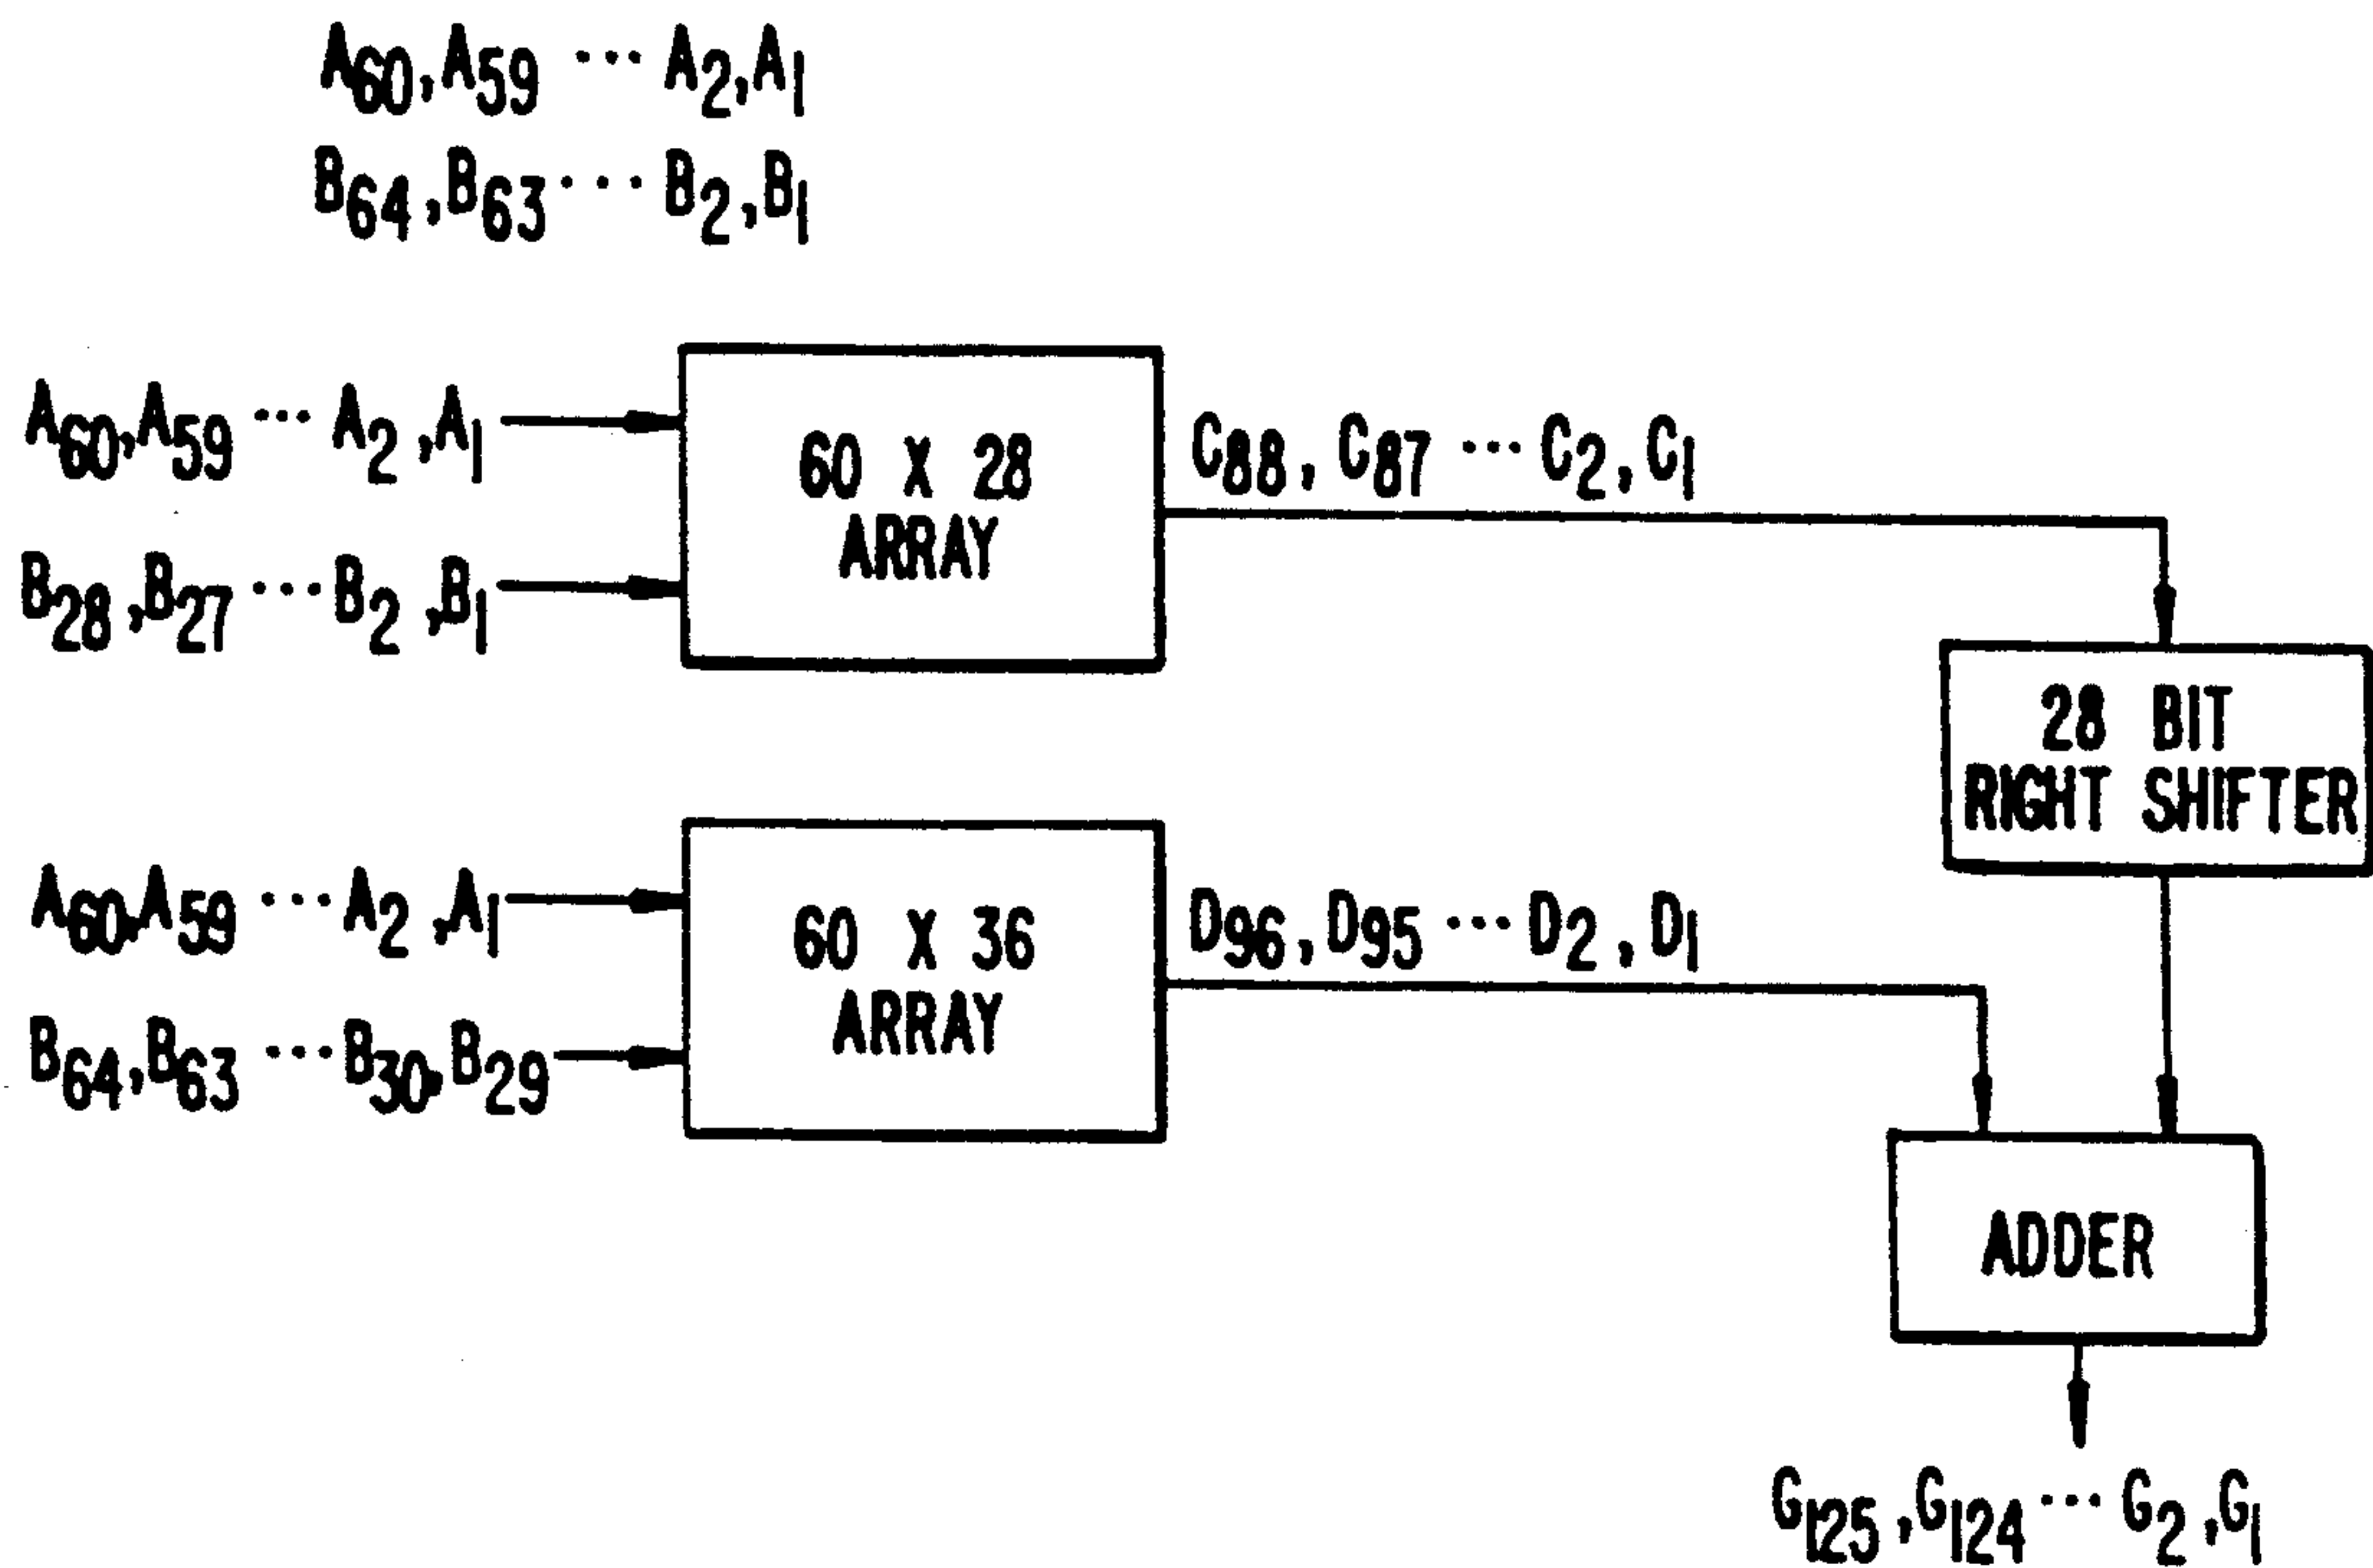 A60,A59 ··· A2,A1
B64,B63 ··· B2,B1
A60,A59 ··· A2,A1
B28,B27 ··· B2,B1
60 X 28
ARRAY
C88,C87 ··· C2,C1
28 BIT
RIGHT SHIFTER
A60,A59 ··· A2,A1
B64,B63 ··· B30,B29
60 X 36
ARRAY
D96,D95 ··· D2,D1
ADDER
G125,G124 ··· G2,G1